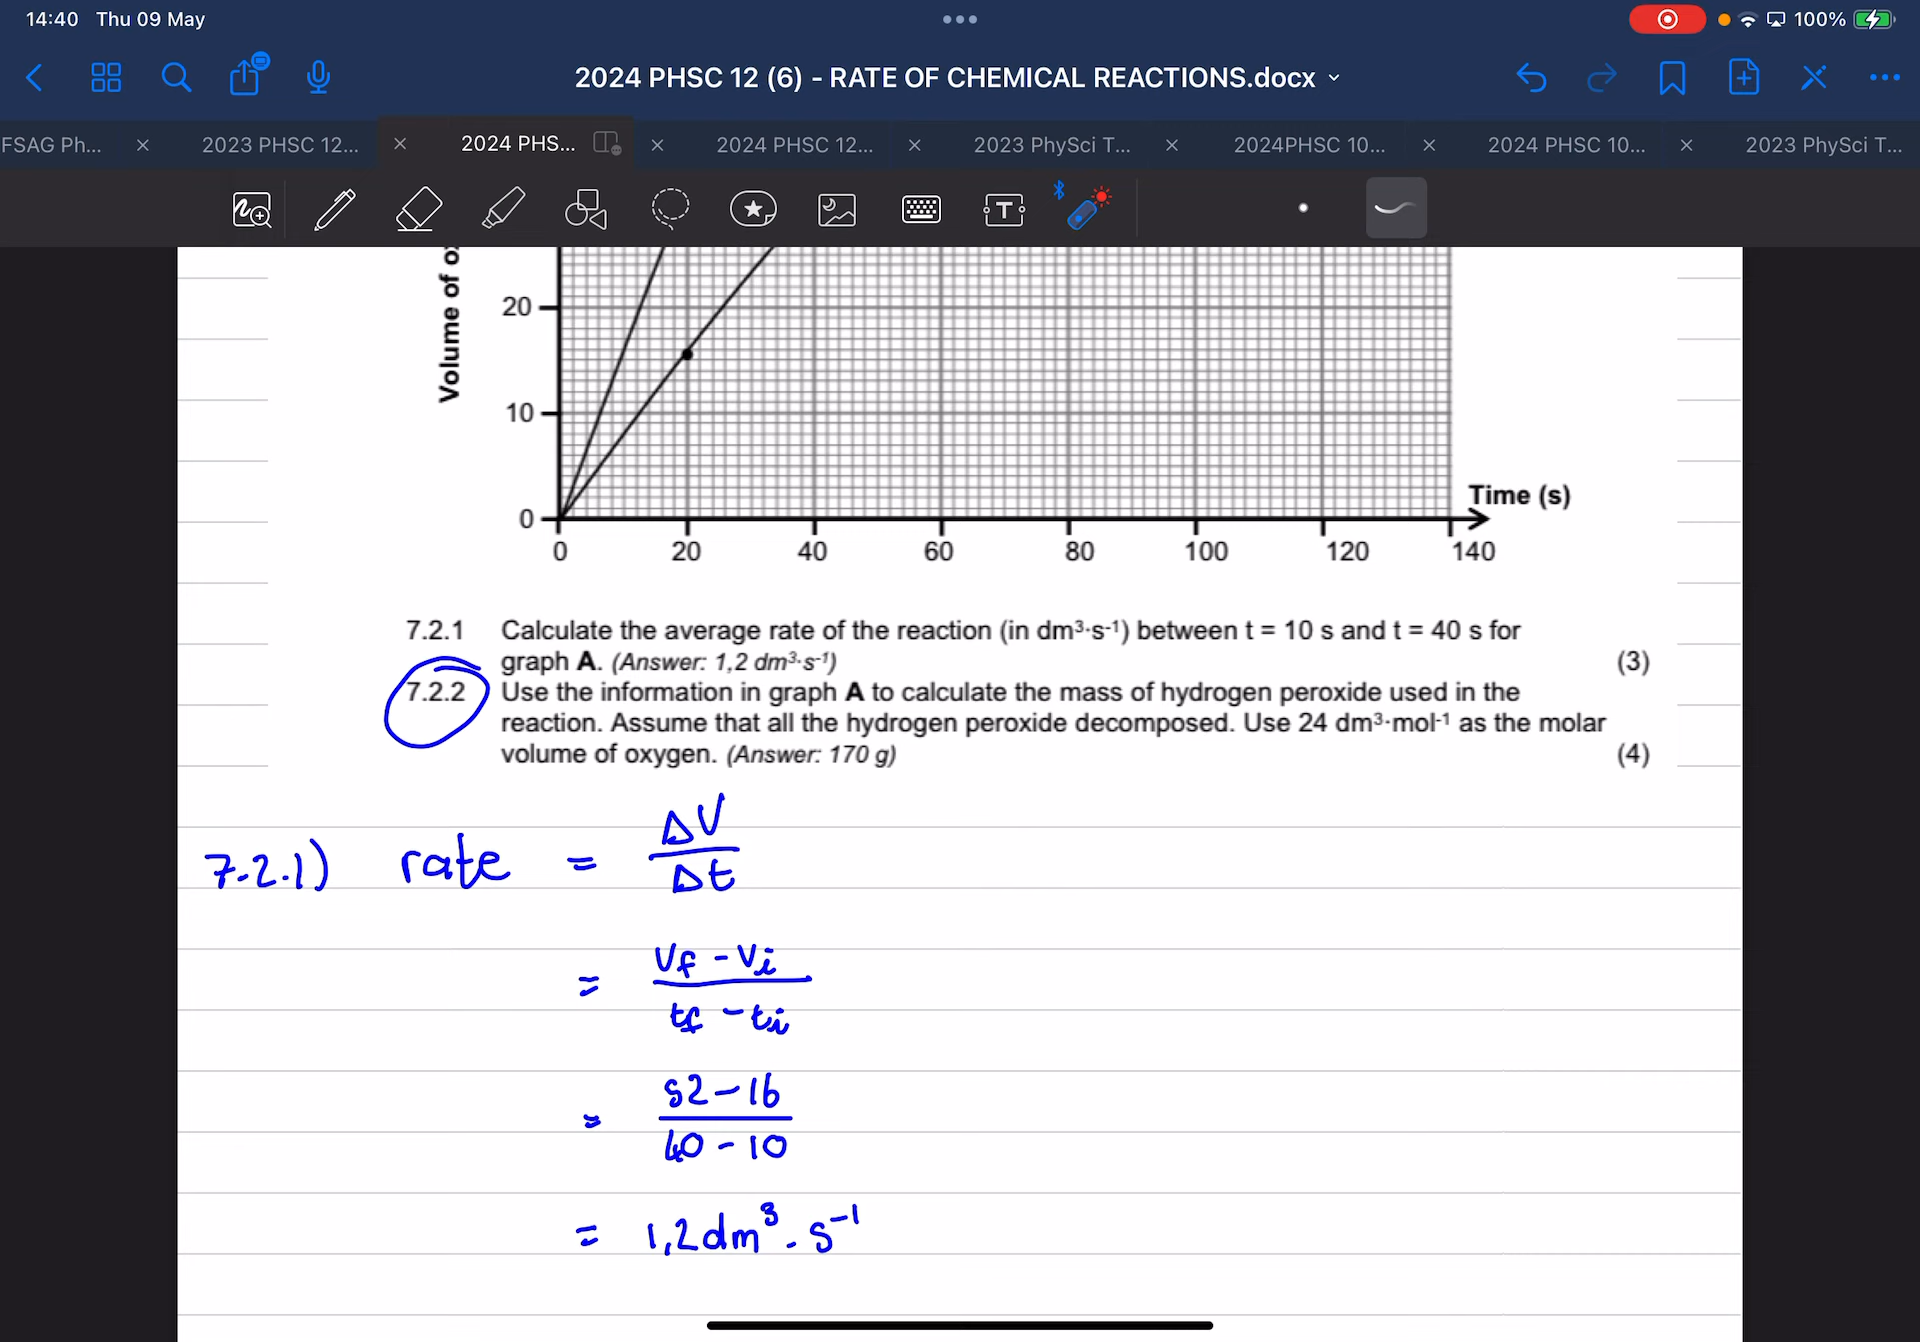 14:40 Thu 09 May
100%
2024 PHSC 12 (6) - RATE OF CHEMICAL REACTIONS.docx
FSAG Ph...
2023 PHSC 12...
2024 PHS...
2024 PHSC 12...
2023 PhySci T...
2024PHSC 10...
2024 PHSC 10...
2023 PhySci T...
Volume of o
20
10
0
0 20 40 60 80 100 120 140
Time (s)
7.2.1 Calculate the average rate of the reaction (in dm³·s⁻¹) between t = 10 s and t = 40 s for
graph A. (Answer: 1,2 dm³·s⁻¹) (3)
7.2.2 Use the information in graph A to calculate the mass of hydrogen peroxide used in the
reaction. Assume that all the hydrogen peroxide decomposed. Use 24 dm³·mol⁻¹ as the molar
volume of oxygen. (Answer: 170 g) (4)
7.2.1) rate = ΔV
Δt
= Vf - Vi
tf - ti
= 52 - 16
40 - 10
= 1,2 dm³ . s⁻¹